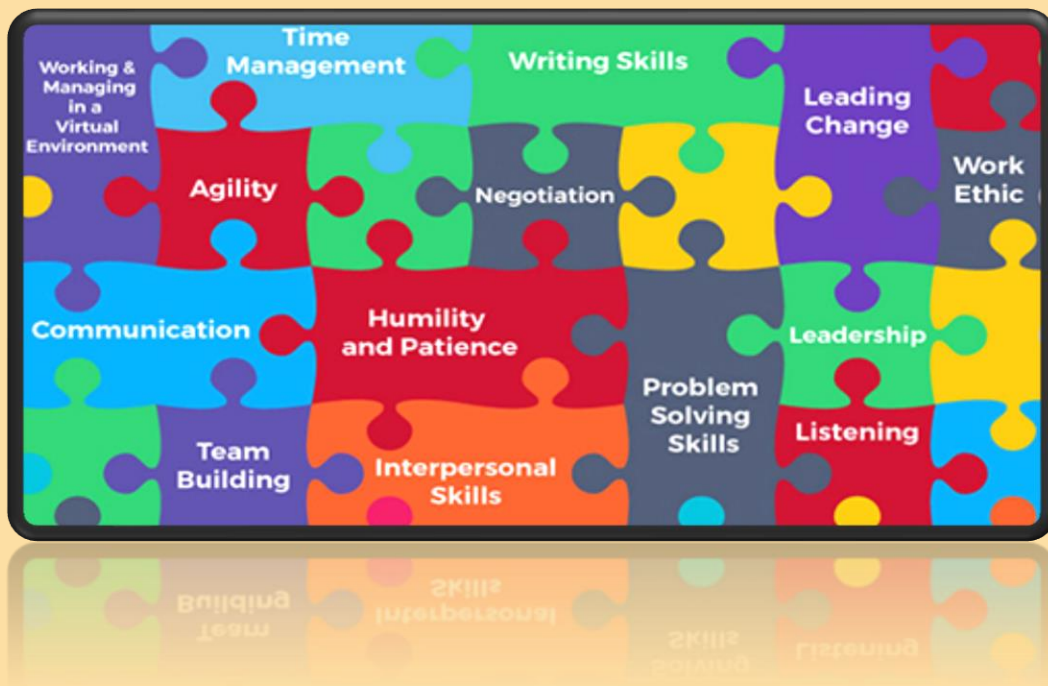 Working &
Managing
in a
Virtual
Environment
Time
Management
Writing Skills
Leading
Change
Agility
Negotiation
Work
Ethic
Communication
Humility
and Patience
Problem
Solving
Skills
Leadership
Team
Building
Interpersonal
Skills
Listening